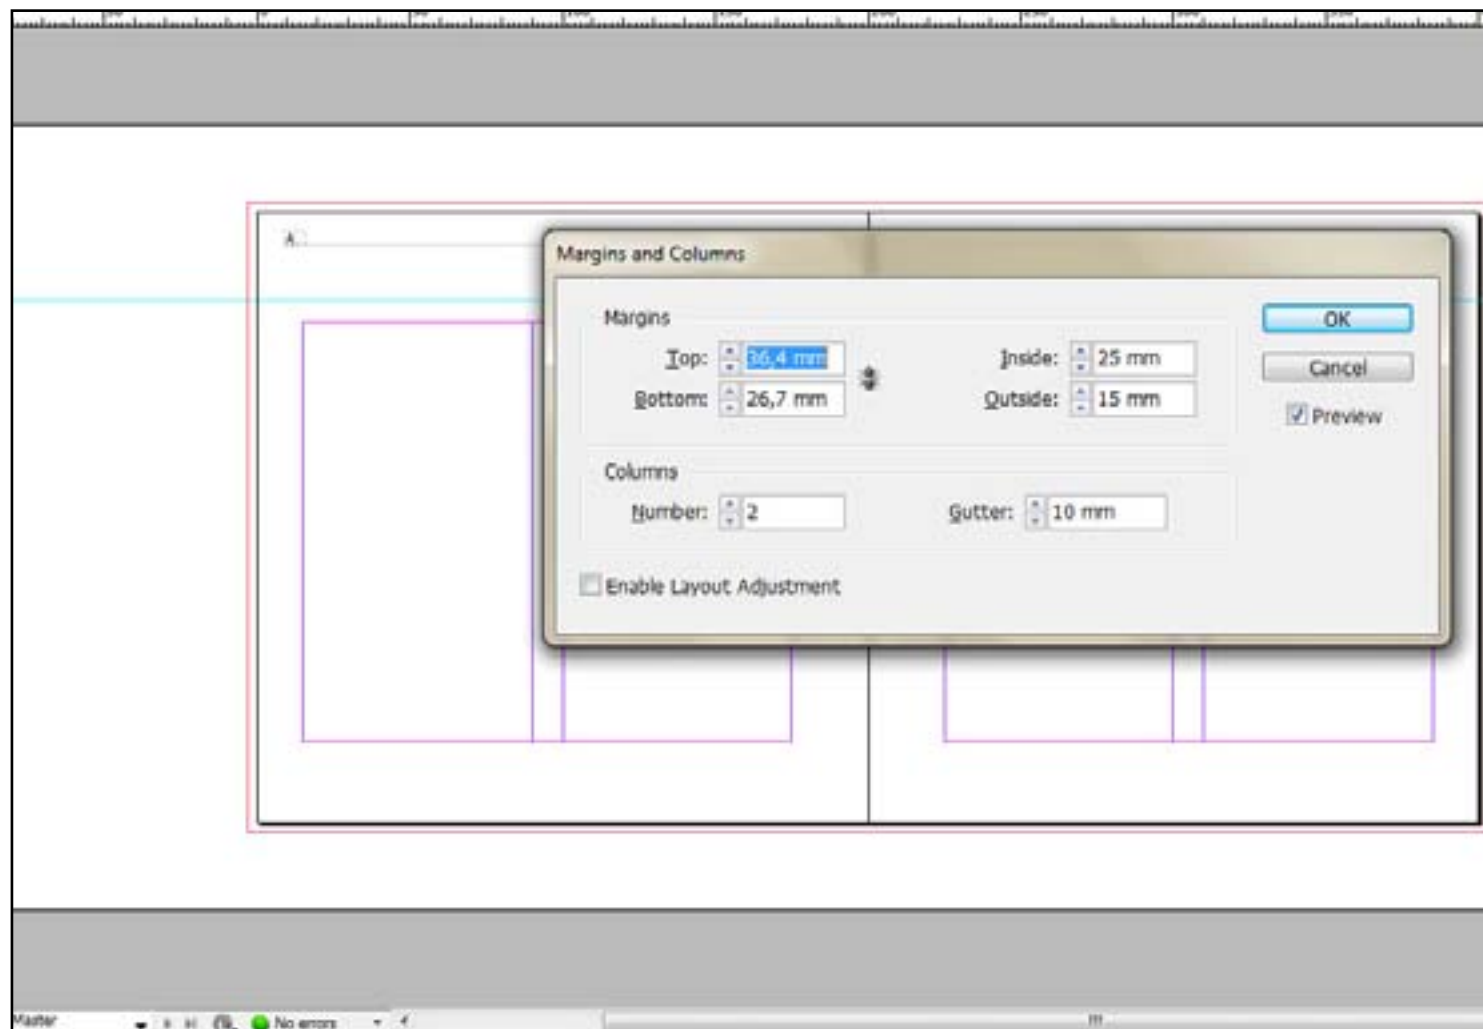 A
Margins and Columns
Margins
Top: 36,4 mm
Inside: 25 mm
Bottom: 26,7 mm
Outside: 15 mm
OK
Cancel
Preview
Columns
Number: 2
Gutter: 10 mm
Enable Layout Adjustment
Master
No errors